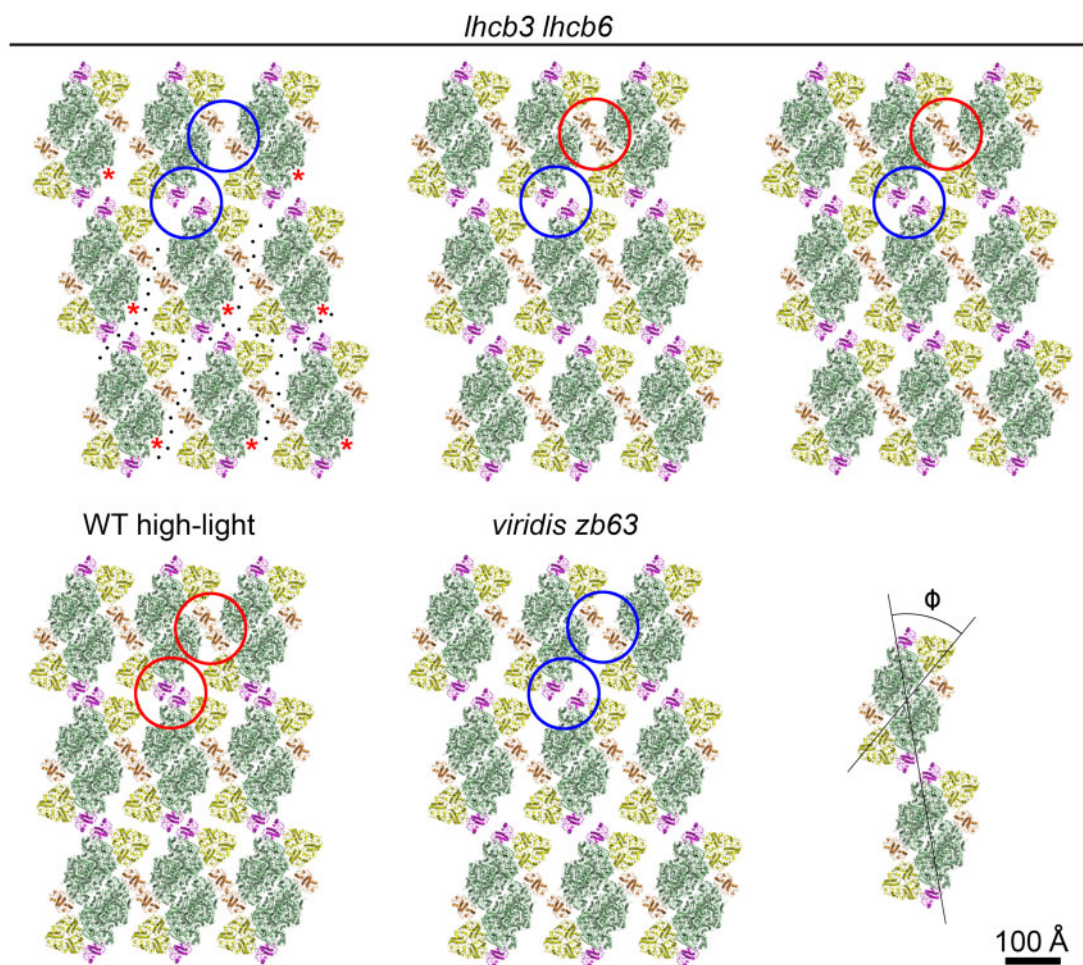 lhcb3 lhcb6
* *
* * *
* * *
WT high-light
viridis zb63
Φ
100 Å